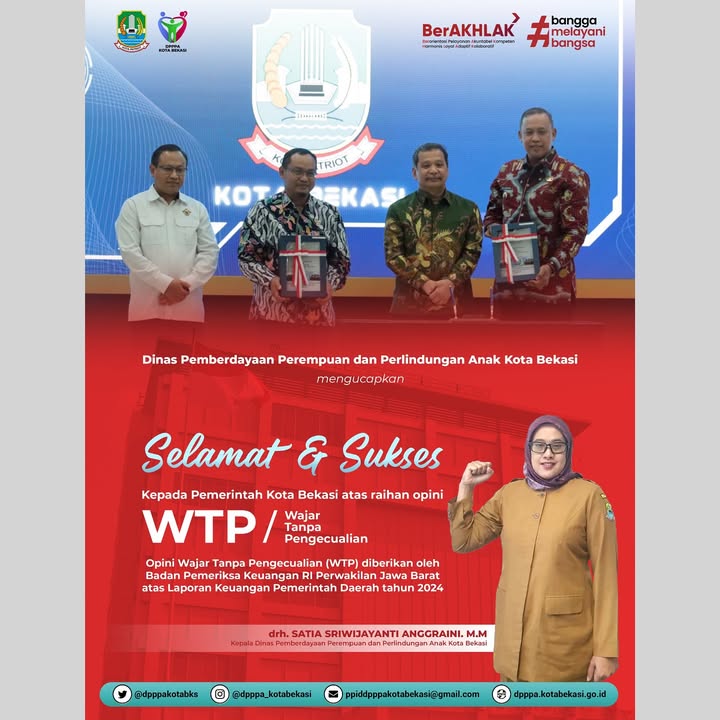 DPPPA
KOTA BEKASI
BerAKHLAK
Berorientasi Pelayanan Akuntabel Kompeten
Harmonis Loyal Adaptif Kolaboratif
#bangga
melayani
bangsa
KOTA PATRIOT
KOTA BEKASI
Dinas Pemberdayaan Perempuan dan Perlindungan Anak Kota Bekasi
mengucapkan
Selamat & Sukses
Kepada Pemerintah Kota Bekasi atas raihan opini
WTP / Wajar
Tanpa
Pengecualian
Opini Wajar Tanpa Pengecualian (WTP) diberikan oleh
Badan Pemeriksa Keuangan RI Perwakilan Jawa Barat
atas Laporan Keuangan Pemerintah Daerah tahun 2024
drh. SATIA SRIWIJAYANTI ANGGRAINI. M.M
Kepala Dinas Pemberdayaan Perempuan dan Perlindungan Anak Kota Bekasi
@dpppakotabks
@dpppa_kotabekasi
ppiddpppakotabekasi@gmail.com
dpppa.kotabekasi.go.id